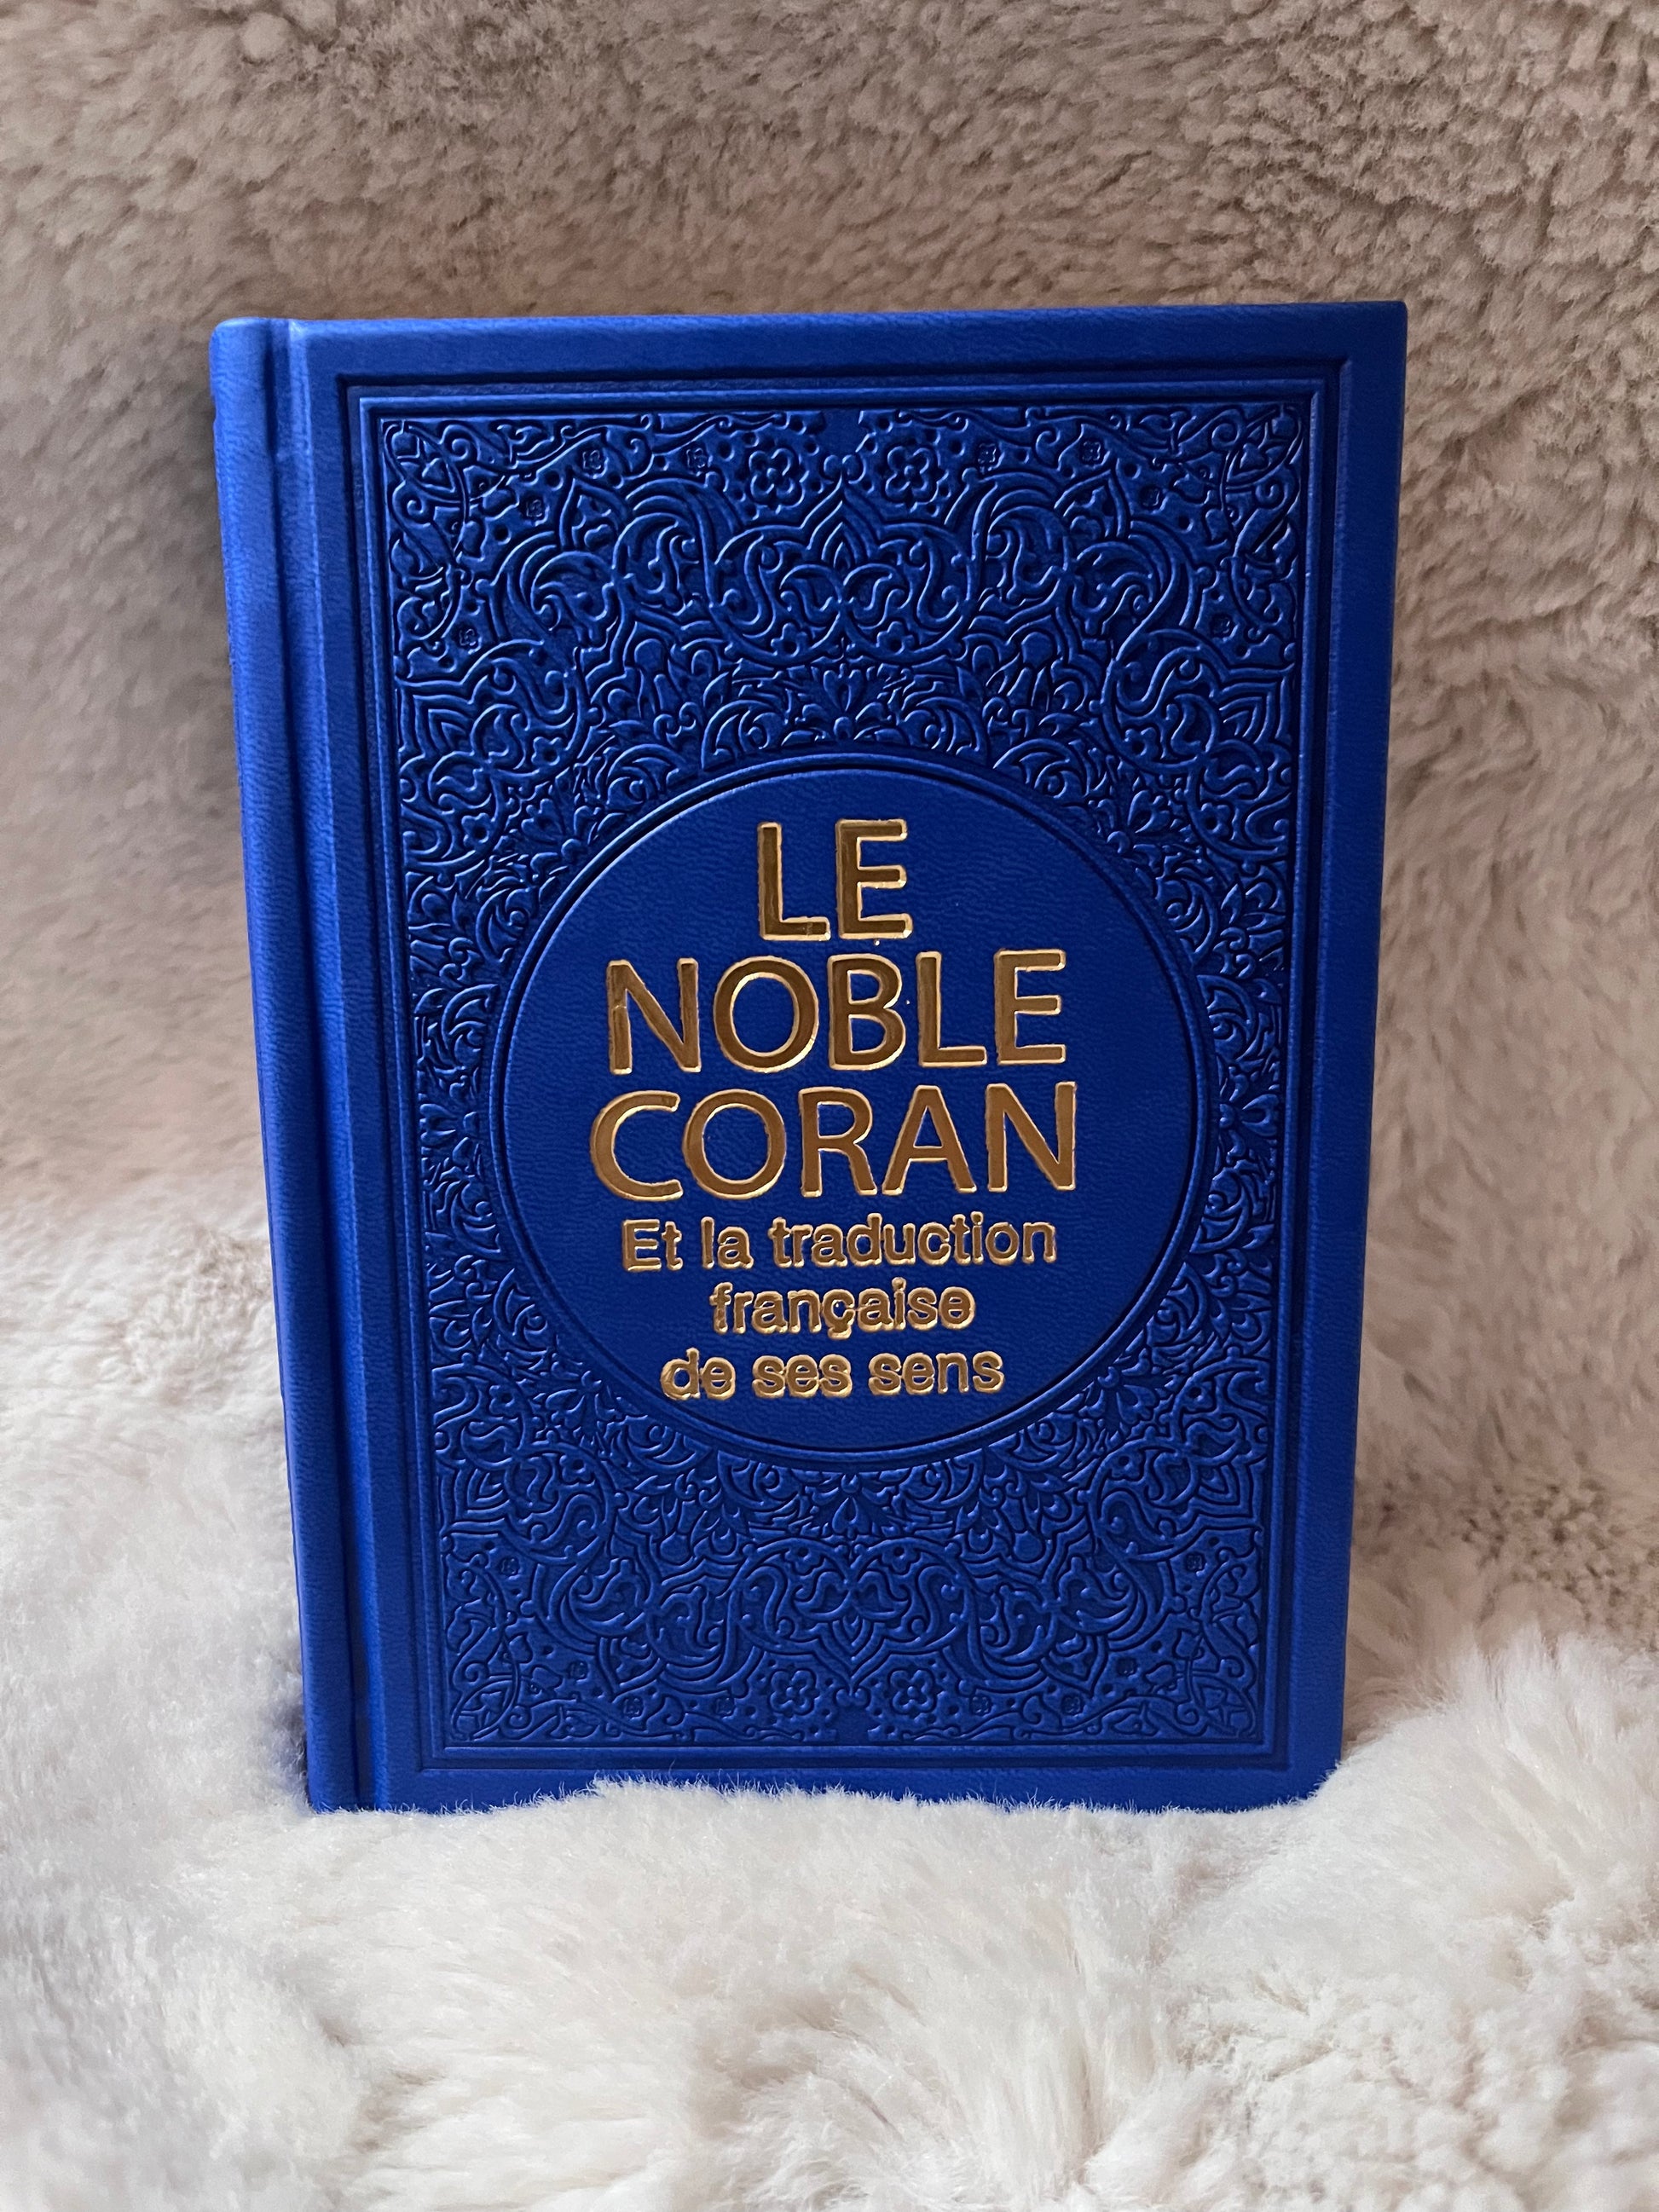 LE
NOBLE
CORAN
Et la traduction
française
de ses sens